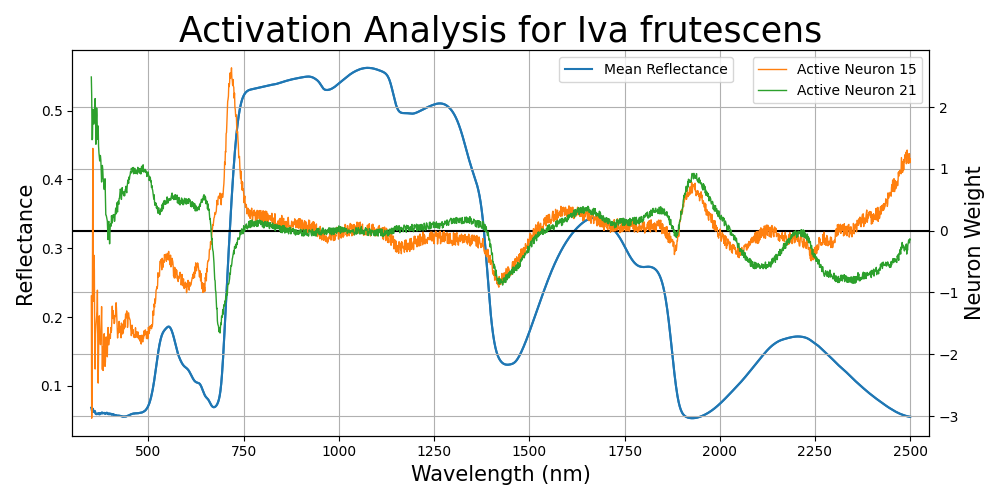 Activation Analysis for Iva frutescens
Mean Reflectance
Active Neuron 15
Active Neuron 21
Reflectance
0.5
0.4
0.3
0.2
0.1
2
1
0
−1
−2
−3
Neuron Weight
500 750 1000 1250 1500 1750 2000 2250 2500
Wavelength (nm)